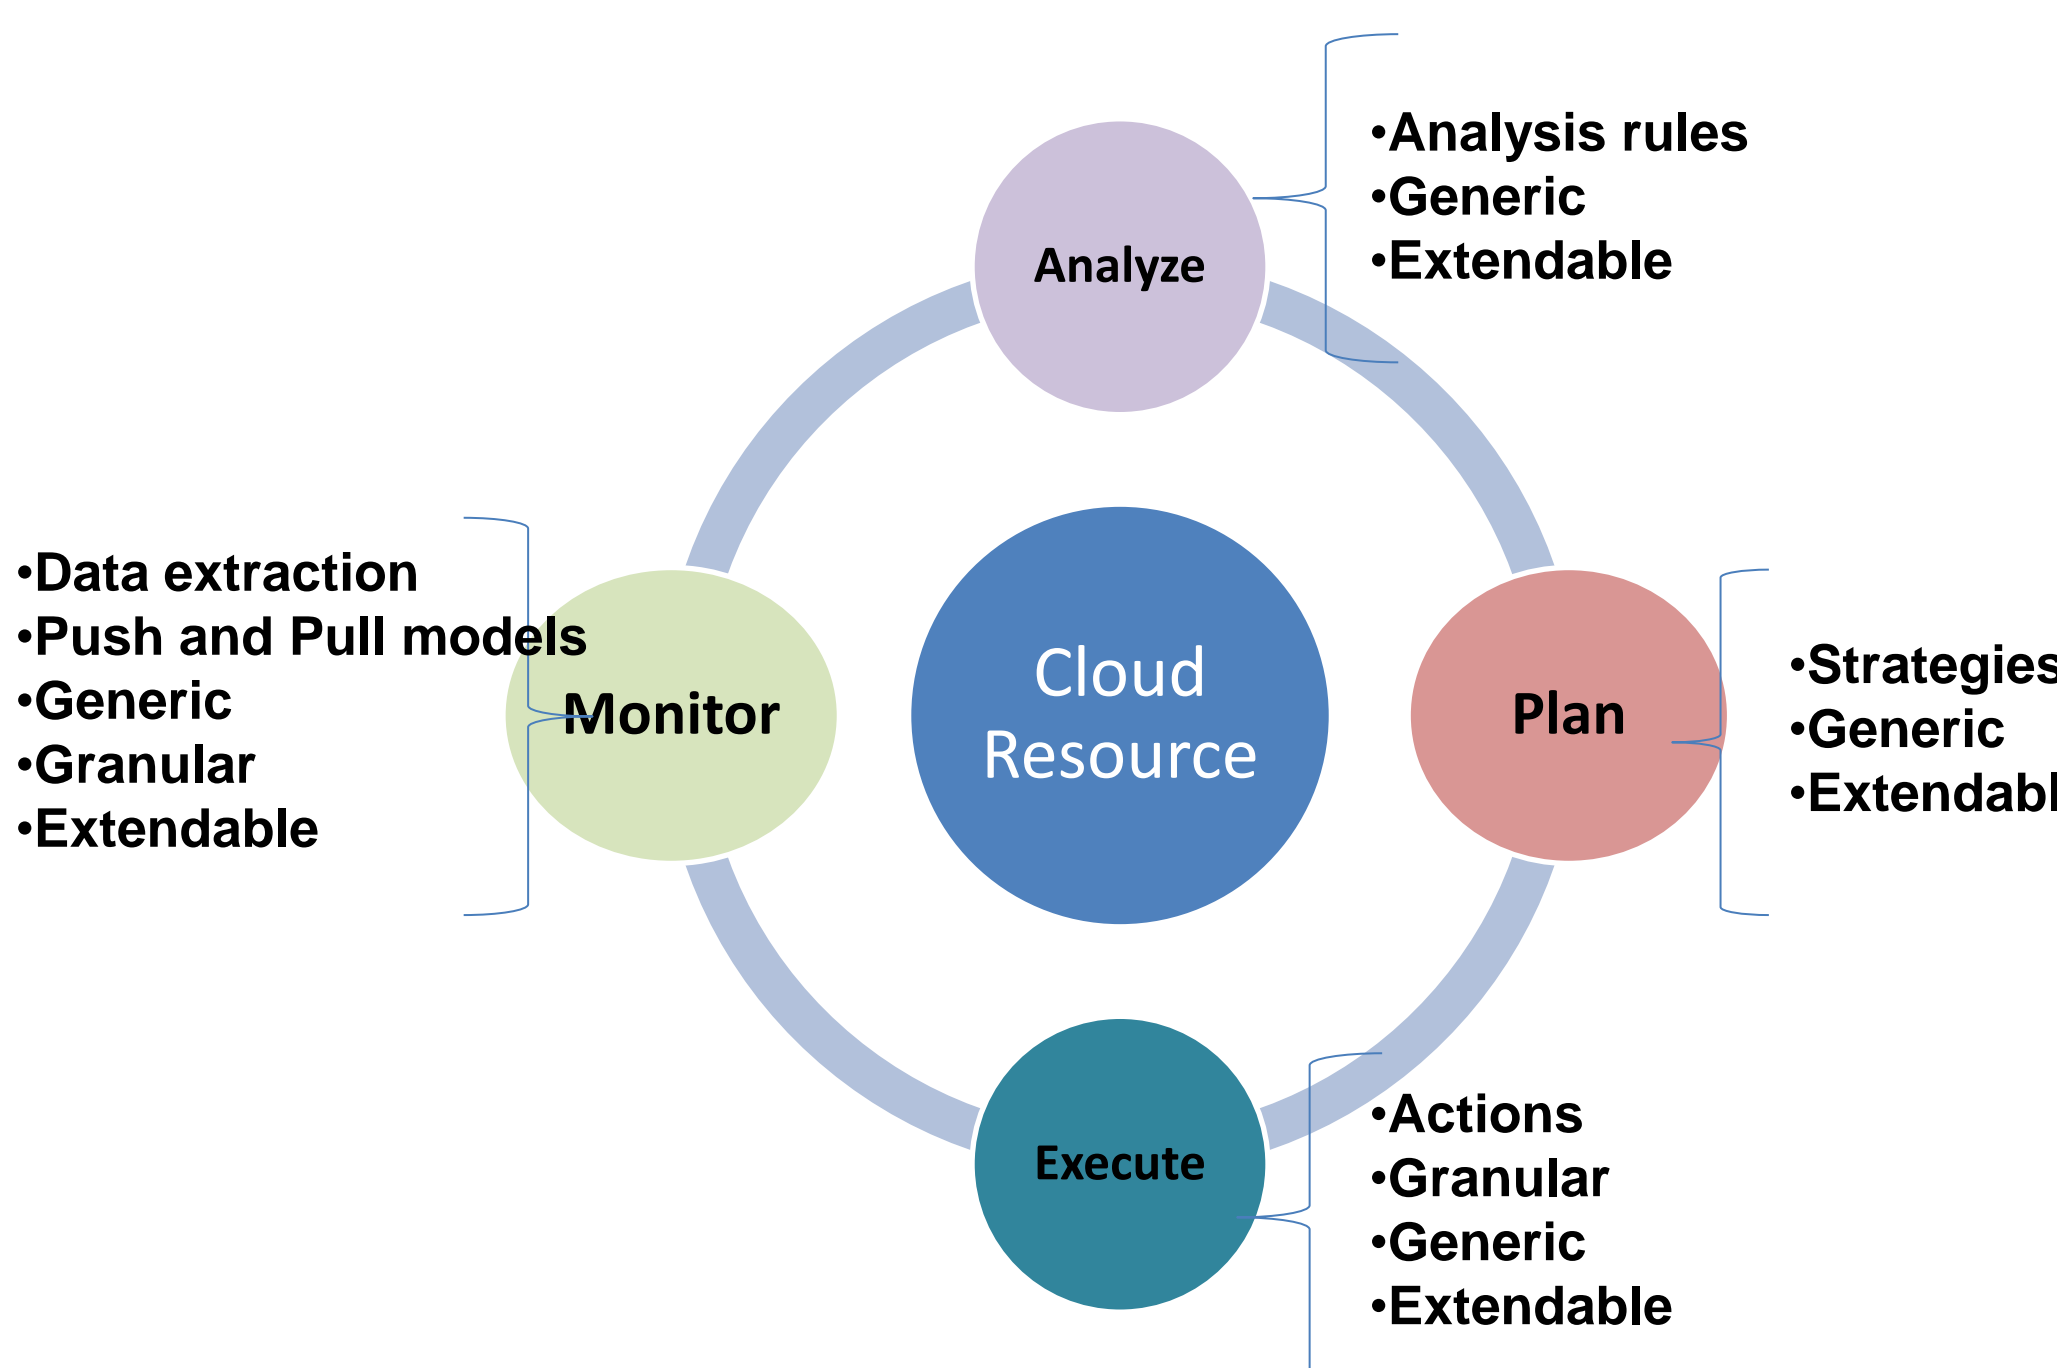 •Analysis rules
•Generic
•Extendable
Analyze
•Data extraction
•Push and Pull models
•Generic
•Granular
•Extendable
Monitor
Cloud
Resource
Plan
•Strategies
•Generic
•Extendabl
Execute
•Actions
•Granular
•Generic
•Extendable